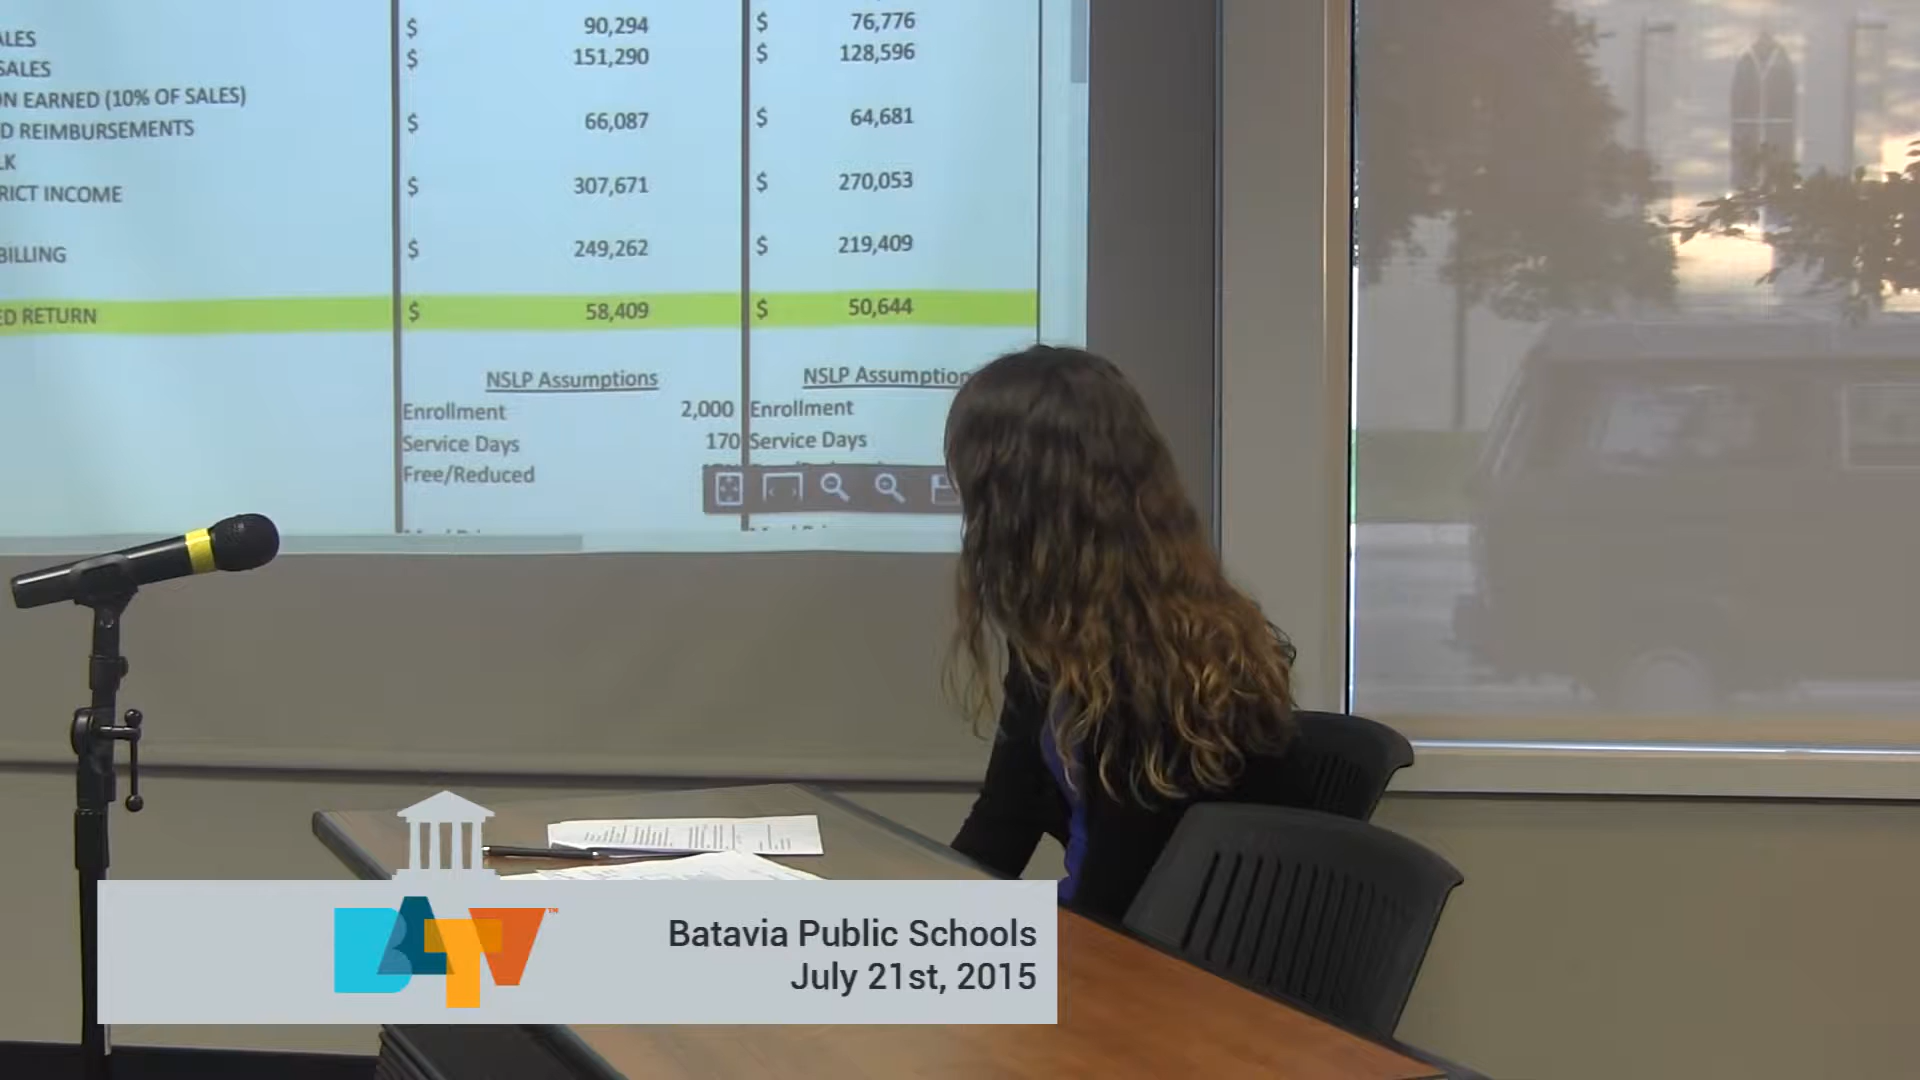 ALES $ 90,294 $ 76,776
SALES $ 151,290 $ 128,596
ON EARNED (10% OF SALES)
D REIMBURSEMENTS $ 66,087 $ 64,681
LK
RICT INCOME $ 307,671 $ 270,053
BILLING $ 249,262 $ 219,409
ED RETURN $ 58,409 $ 50,644
NSLP Assumptions NSLP Assumption
Enrollment 2,000 Enrollment
Service Days 170 Service Days
Free/Reduced
BATV™
Batavia Public Schools
July 21st, 2015